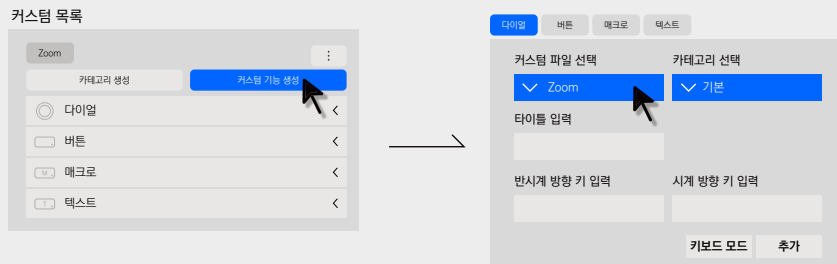 커스텀 목록
Zoom
카테고리 생성
커스텀 기능 생성
다이얼
버튼
M
매크로
T
텍스트
다이얼
버튼
매크로
텍스트
커스텀 파일 선택
카테고리 선택
Zoom
기본
타이틀 입력
반시계 방향 키 입력
시계 방향 키 입력
키보드 모드
추가